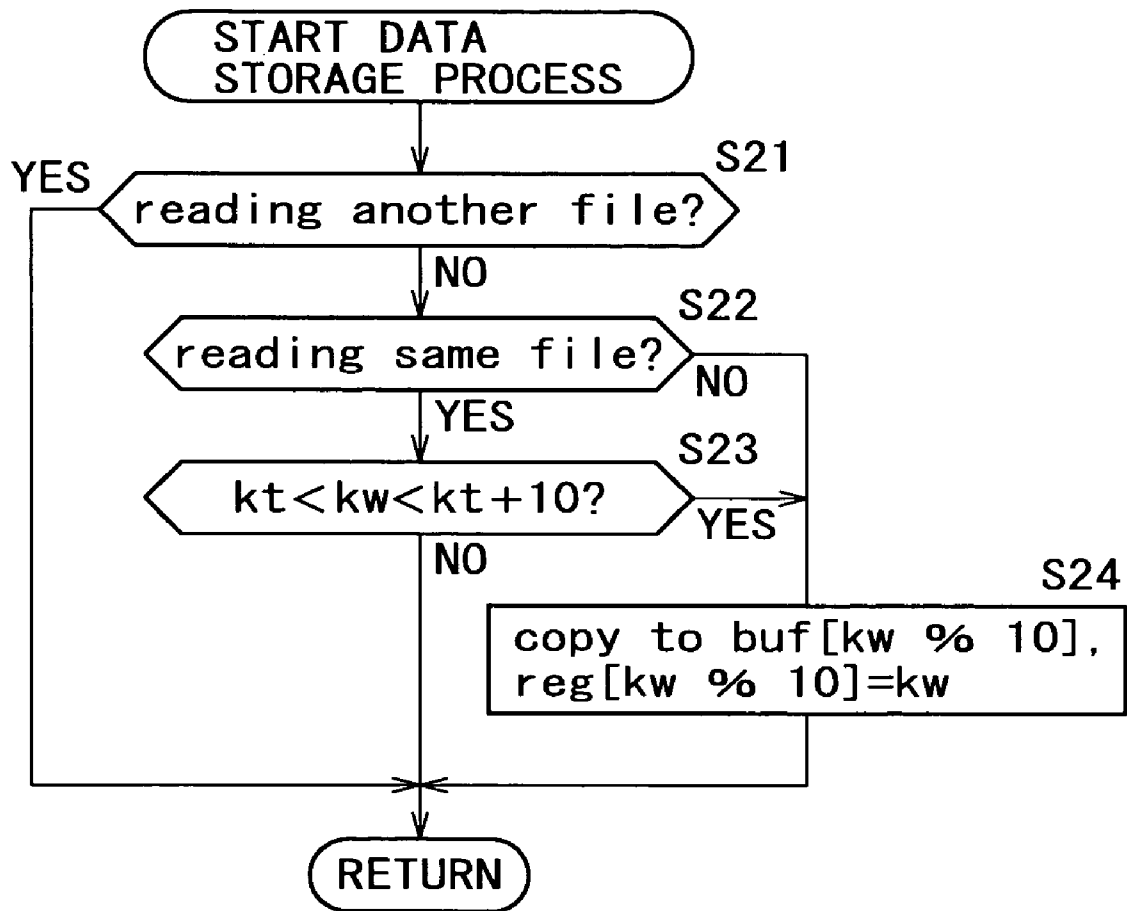 START DATA
STORAGE PROCESS
S21
YES
reading another file?
NO
S22
reading same file?
NO
YES
S23
kt<kw<kt+10?
YES
NO
S24
copy to buf[kw % 10],
reg[kw % 10]=kw
RETURN